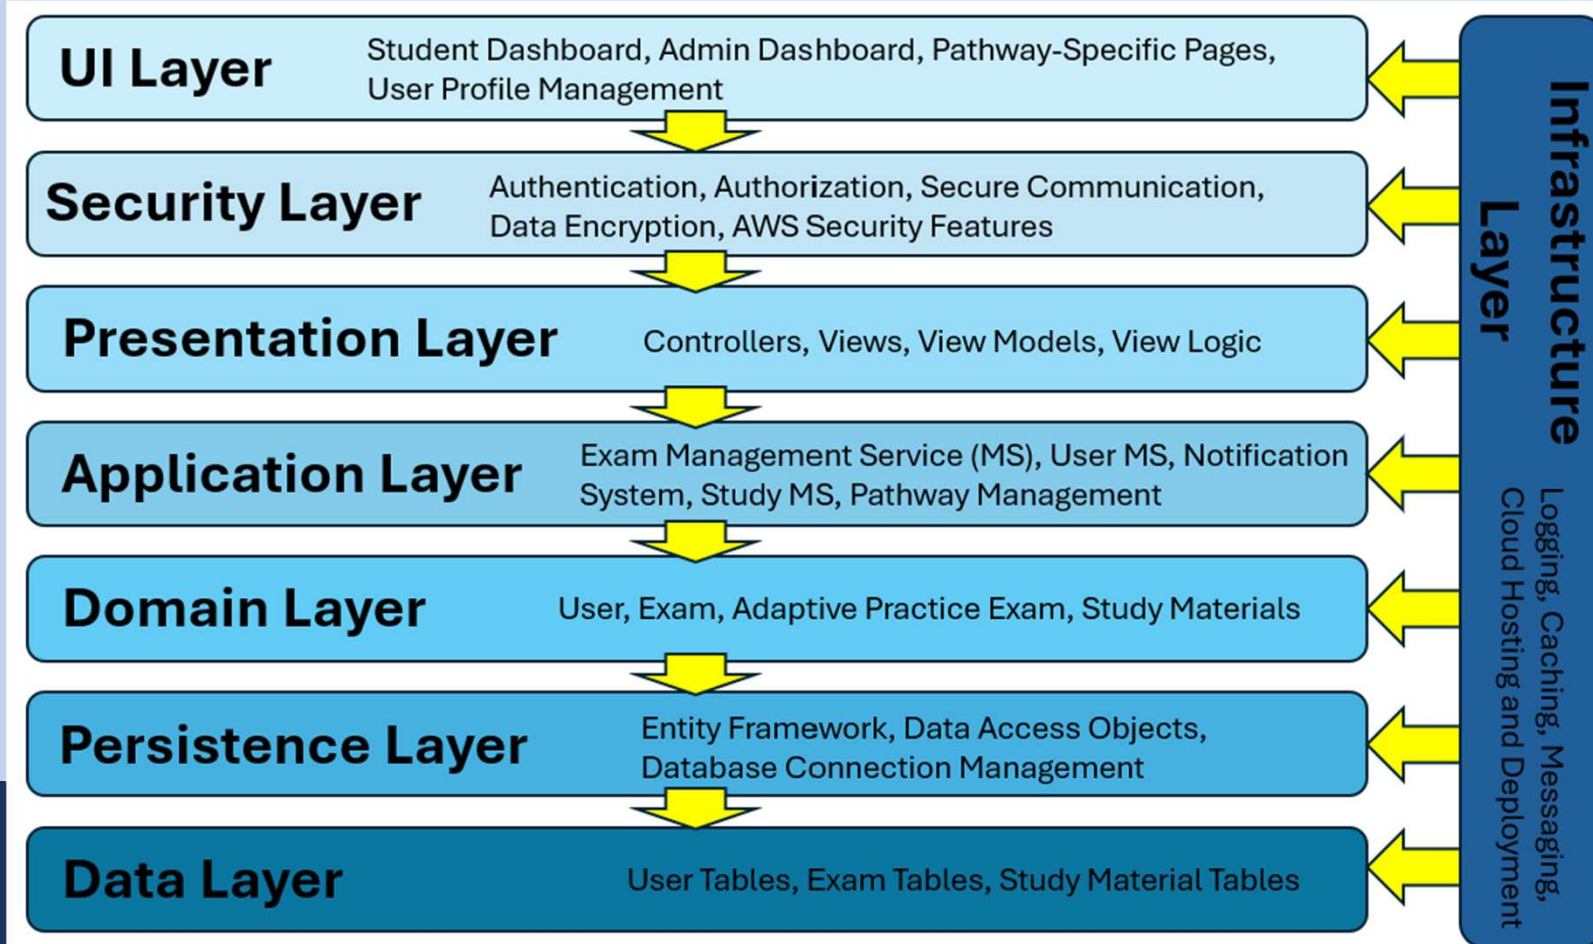 UI Layer
Student Dashboard, Admin Dashboard, Pathway-Specific Pages,
User Profile Management
Security Layer
Authentication, Authorization, Secure Communication,
Data Encryption, AWS Security Features
Presentation Layer
Controllers, Views, View Models, View Logic
Application Layer
Exam Management Service (MS), User MS, Notification
System, Study MS, Pathway Management
Domain Layer
User, Exam, Adaptive Practice Exam, Study Materials
Persistence Layer
Entity Framework, Data Access Objects,
Database Connection Management
Data Layer
User Tables, Exam Tables, Study Material Tables
Infrastructure
Layer
Logging, Caching, Messaging,
Cloud Hosting and Deployment